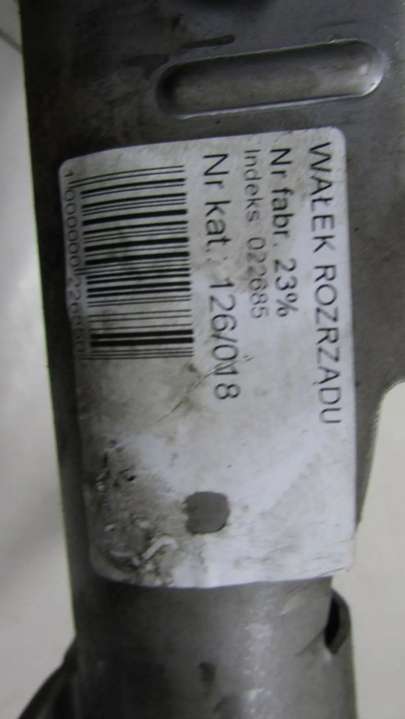 WAŁEK ROZRZĄDU
Nr fabr. 23%
Indeks: 022685
Nr kat.: 126/018